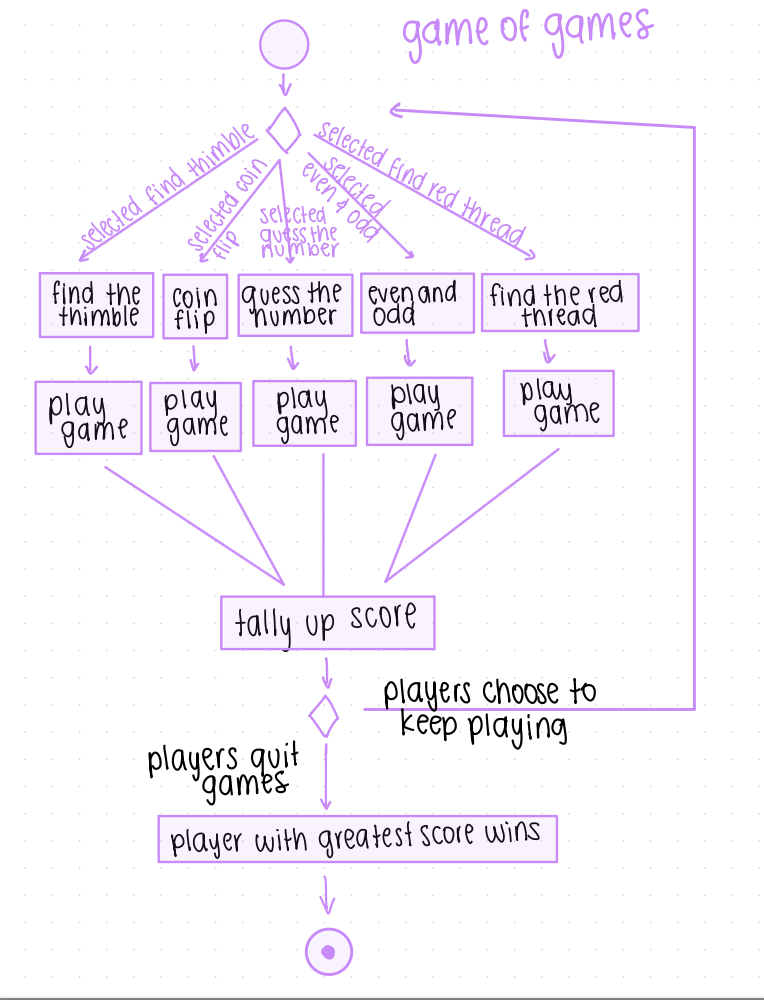 game of games
selected find thimble
selected coin
flip
selected
guess the
number
selected
even & odd
selected find red thread
find the
thimble
coin
flip
guess the
number
even and
odd
find the red
thread
play
game
play
game
play
game
play
game
play
game
tally up score
players choose to
keep playing
players quit
games
player with greatest score wins